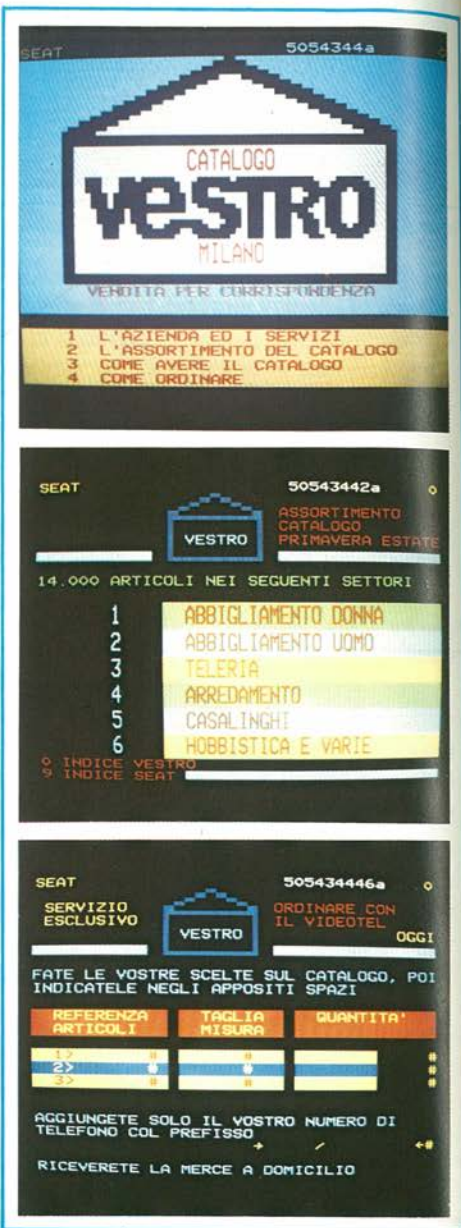 SEAT 5054344a 0
CATALOGO
VESTRO
MILANO
VENDITA PER CORRISPONDENZA
1 L'AZIENDA ED I SERVIZI
2 L'ASSORTIMENTO DEL CATALOGO
3 COME AVERE IL CATALOGO
4 COME ORDINARE
SEAT 50543442a 0
VESTRO
ASSORTIMENTO
CATALOGO
PRIMAVERA ESTATE
14.000 ARTICOLI NEI SEGUENTI SETTORI :
1 ABBIGLIAMENTO DONNA
2 ABBIGLIAMENTO UOMO
3 TELERIA
4 ARREDAMENTO
5 CASALINGHI
6 HOBBISTICA E VARIE
0 INDICE VESTRO
9 INDICE SEAT
SEAT 505434446a 0
SERVIZIO
ESCLUSIVO
VESTRO
ORDINARE CON
IL VIDEOTEL
OGGI
FATE LE VOSTRE SCELTE SUL CATALOGO, POI
INDICATELE NEGLI APPOSITI SPAZI
REFERENZA ARTICOLI
TAGLIA MISURA
QUANTITA'
1> # # #
2> # # #
3> # # #
AGGIUNGETE SOLO IL VOSTRO NUMERO DI
TELEFONO COL PREFISSO
→ / ←#
RICEVERETE LA MERCE A DOMICILIO